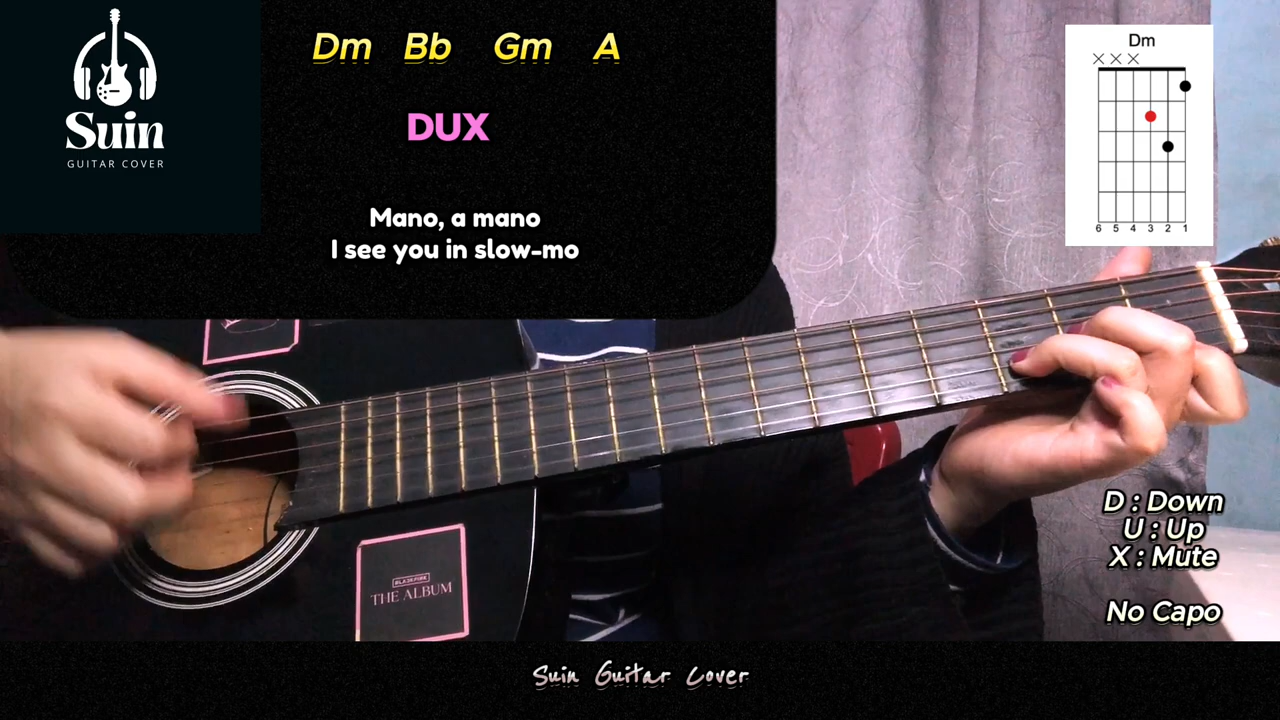 Suin
GUITAR COVER
Dm Bb Gm A
DUX
Mano, a mano
I see you in slow-mo
Dm
6 5 4 3 2 1
D : Down
U : Up
X : Mute
No Capo
BLACKPINK
THE ALBUM
Suin Guitar Cover